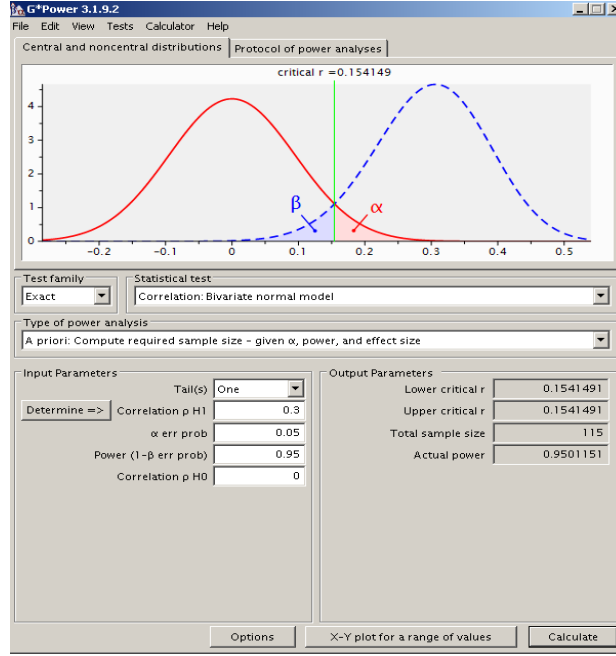 G*Power 3.1.9.2
File Edit View Tests Calculator Help
Central and noncentral distributions Protocol of power analyses
critical r =0.154149
4
3
2
1
0
β
α
-0.2 -0.1 0 0.1 0.2 0.3 0.4 0.5
Test family Statistical test
Exact Correlation: Bivariate normal model
Type of power analysis
A priori: Compute required sample size - given α, power, and effect size
Input Parameters Output Parameters
Tail(s) One Lower critical r 0.1541491
Determine => Correlation ρ H1 0.3 Upper critical r 0.1541491
α err prob 0.05 Total sample size 115
Power (1-β err prob) 0.95 Actual power 0.9501151
Correlation ρ H0 0
Options X-Y plot for a range of values Calculate